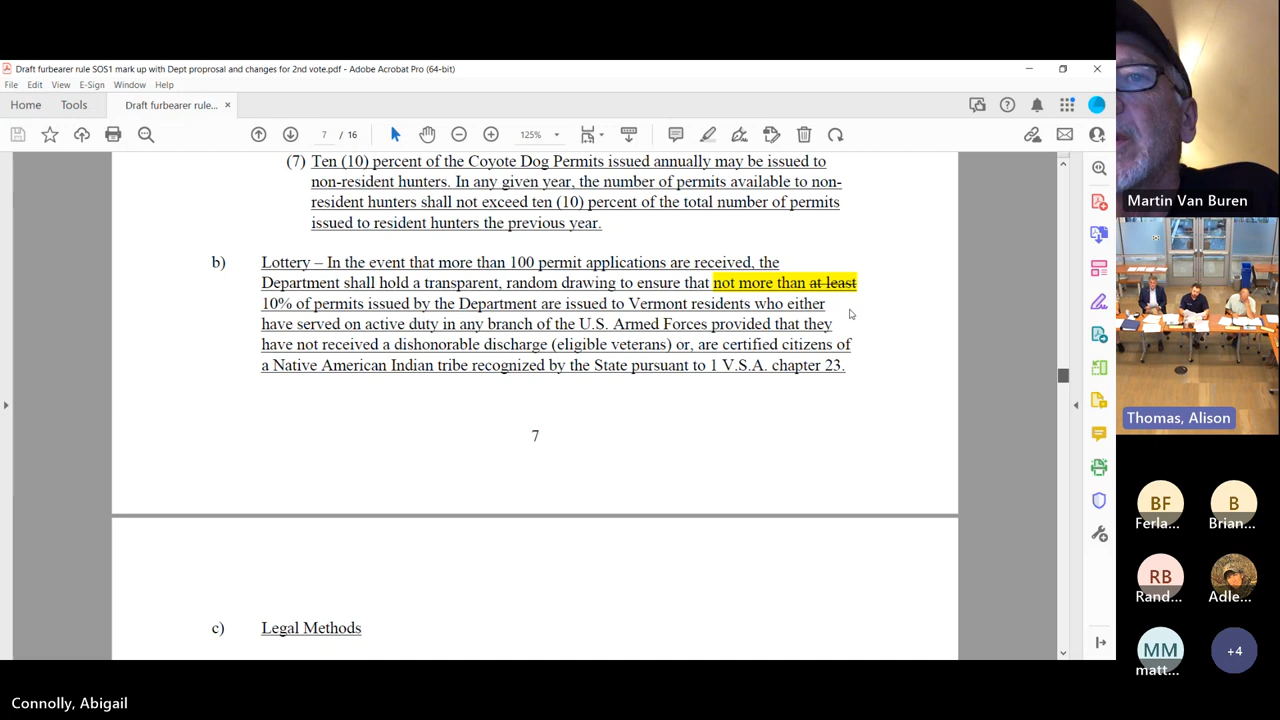 Draft furbearer rule SOS1 mark up with Dept proprosal and changes for 2nd vote.pdf - Adobe Acrobat Pro (64-bit)
File Edit View E-Sign Window Help
Home Tools Draft furbearer rule... ×
7 / 16 125%
(7) Ten (10) percent of the Coyote Dog Permits issued annually may be issued to
non-resident hunters. In any given year, the number of permits available to non-
resident hunters shall not exceed ten (10) percent of the total number of permits
issued to resident hunters the previous year.
b) Lottery – In the event that more than 100 permit applications are received, the
Department shall hold a transparent, random drawing to ensure that not more than at least
10% of permits issued by the Department are issued to Vermont residents who either
have served on active duty in any branch of the U.S. Armed Forces provided that they
have not received a dishonorable discharge (eligible veterans) or, are certified citizens of
a Native American Indian tribe recognized by the State pursuant to 1 V.S.A. chapter 23.
7
c) Legal Methods
Martin Van Buren
Thomas, Alison
BF B
Ferla... Brian...
RB
Rand... Adle...
MM +4
matt...
Connolly, Abigail